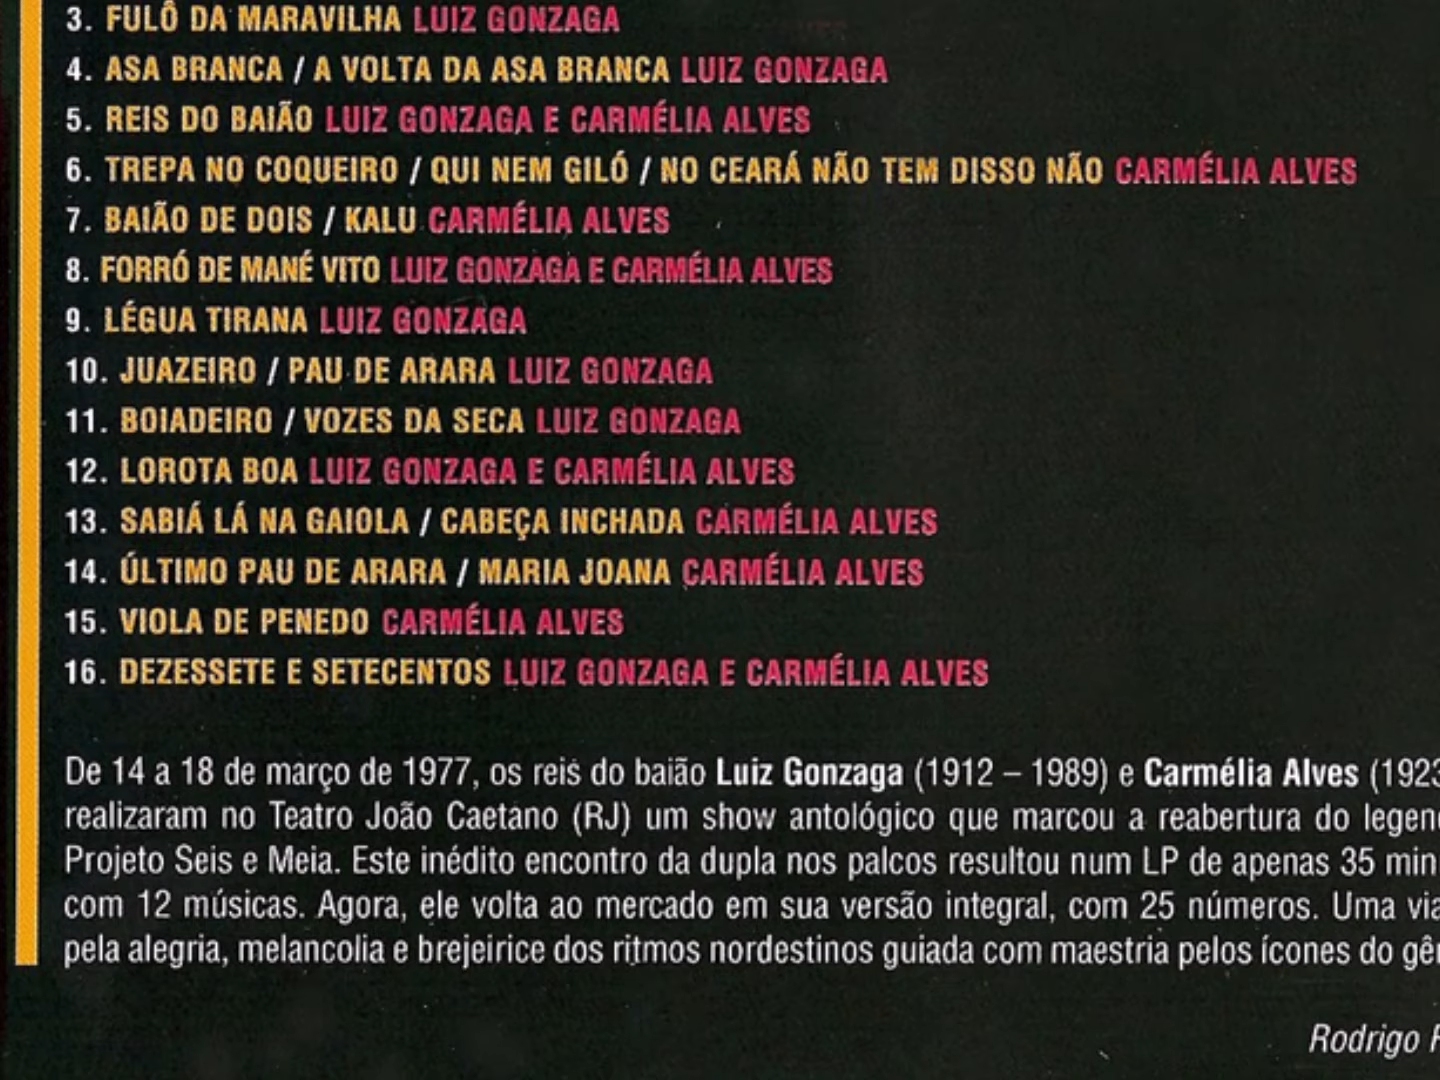 3. FULÔ DA MARAVILHA LUIZ GONZAGA
4. ASA BRANCA / A VOLTA DA ASA BRANCA LUIZ GONZAGA
5. REIS DO BAIÃO LUIZ GONZAGA E CARMÉLIA ALVES
6. TREPA NO COQUEIRO / QUI NEM GILÓ / NO CEARÁ NÃO TEM DISSO NÃO CARMÉLIA ALVES
7. BAIÃO DE DOIS / KALU CARMÉLIA ALVES
8. FORRÓ DE MANÉ VITO LUIZ GONZAGA E CARMÉLIA ALVES
9. LÉGUA TIRANA LUIZ GONZAGA
10. JUAZEIRO / PAU DE ARARA LUIZ GONZAGA
11. BOIADEIRO / VOZES DA SECA LUIZ GONZAGA
12. LOROTA BOA LUIZ GONZAGA E CARMÉLIA ALVES
13. SABIÁ LÁ NA GAIOLA / CABEÇA INCHADA CARMÉLIA ALVES
14. ÚLTIMO PAU DE ARARA / MARIA JOANA CARMÉLIA ALVES
15. VIOLA DE PENEDO CARMÉLIA ALVES
16. DEZESSETE E SETECENTOS LUIZ GONZAGA E CARMÉLIA ALVES
De 14 a 18 de março de 1977, os reis do baião Luiz Gonzaga (1912 – 1989) e Carmélia Alves (1923
realizaram no Teatro João Caetano (RJ) um show antológico que marcou a reabertura do
Projeto Seis e Meia. Este inédito encontro da dupla nos palcos resultou num LP de apenas 35
com 12 músicas. Agora, ele volta ao mercado em sua versão integral, com 25 números. Uma
pela alegria, melancolia e brejeirice dos ritmos nordestinos guiada com maestria pelos ícones do
Rodrigo